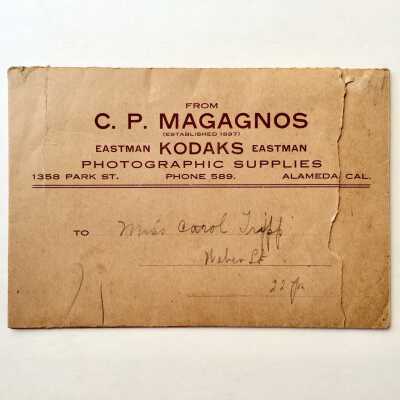 FROM
C. P. MAGAGNOS
(ESTABLISHED 1897)
EASTMAN KODAKS EASTMAN
PHOTOGRAPHIC SUPPLIES
1358 PARK ST. PHONE 589. ALAMEDA, CAL.
TO Miss Carol Tripp
Weber St
22